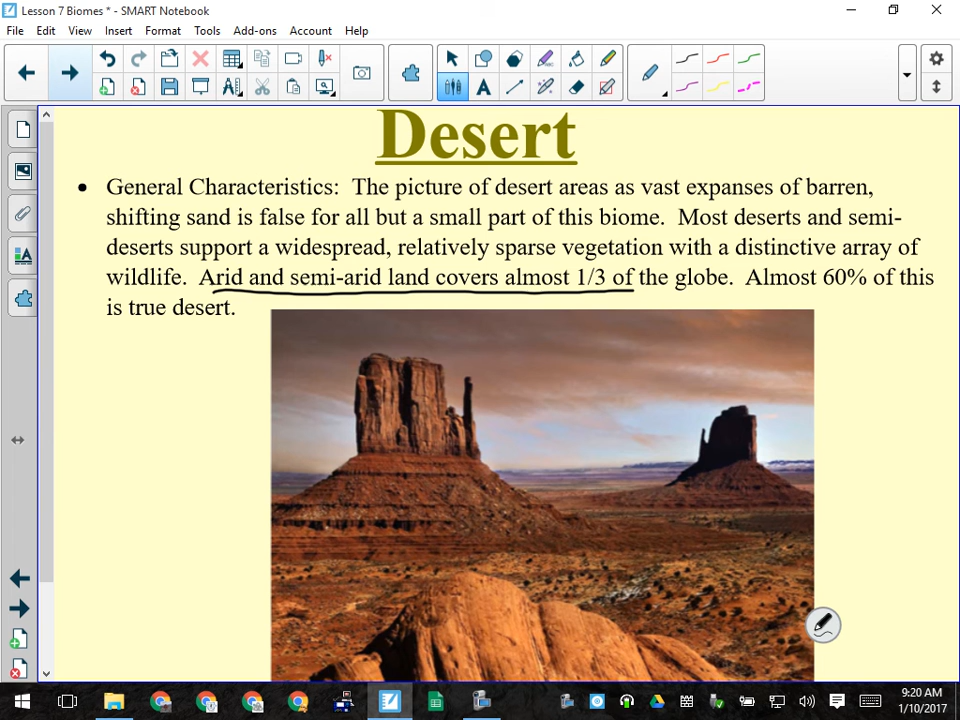 Lesson 7 Biomes * - SMART Notebook
File Edit View Insert Format Tools Add-ons Account Help
Desert
• General Characteristics: The picture of desert areas as vast expanses of barren,
shifting sand is false for all but a small part of this biome. Most deserts and semi-
deserts support a widespread, relatively sparse vegetation with a distinctive array of
wildlife. Arid and semi-arid land covers almost 1/3 of the globe. Almost 60% of this
is true desert.
9:20 AM
1/10/2017